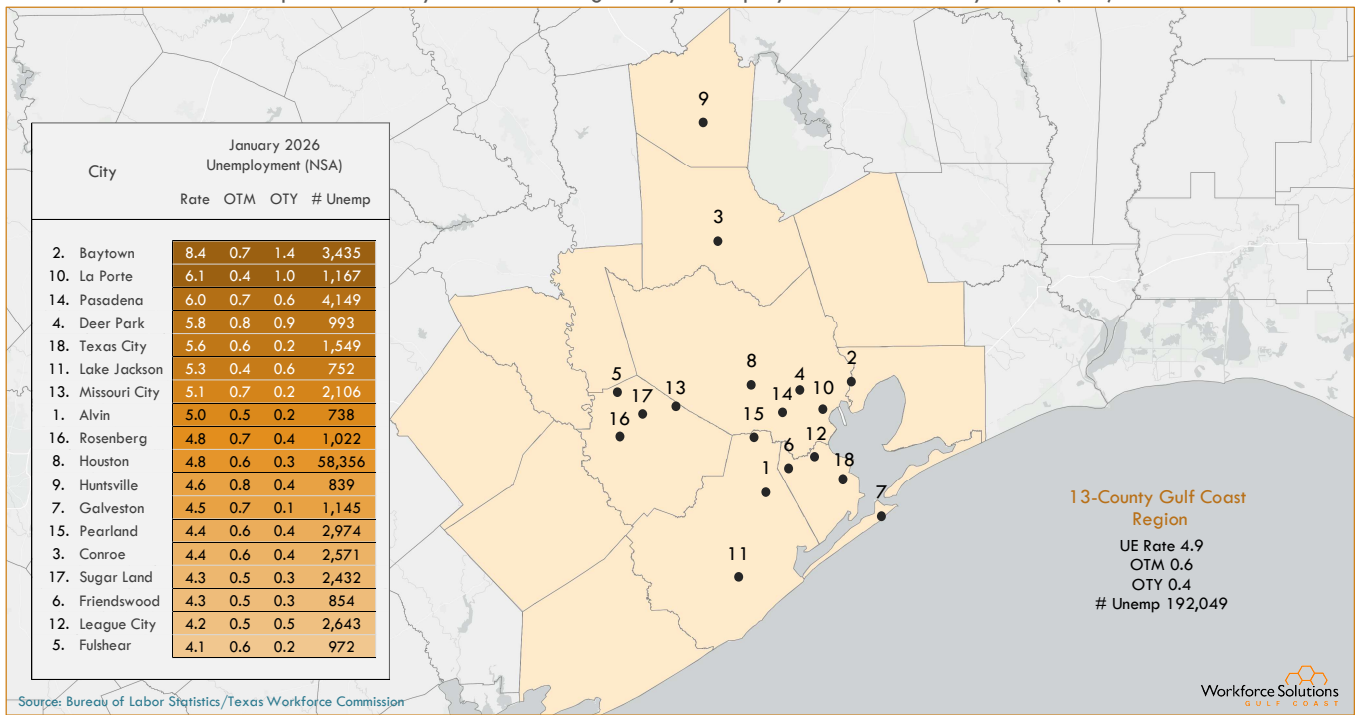 January 2026
Unemployment (NSA)
City
Rate OTM OTY # Unemp
2. Baytown 8.4 0.7 1.4 3,435
10. La Porte 6.1 0.4 1.0 1,167
14. Pasadena 6.0 0.7 0.6 4,149
4. Deer Park 5.8 0.8 0.9 993
18. Texas City 5.6 0.6 0.2 1,549
11. Lake Jackson 5.3 0.4 0.6 752
13. Missouri City 5.1 0.7 0.2 2,106
1. Alvin 5.0 0.5 0.2 738
16. Rosenberg 4.8 0.7 0.4 1,022
8. Houston 4.8 0.6 0.3 58,356
9. Huntsville 4.6 0.8 0.4 839
7. Galveston 4.5 0.7 0.1 1,145
15. Pearland 4.4 0.6 0.4 2,974
3. Conroe 4.4 0.6 0.4 2,571
17. Sugar Land 4.3 0.5 0.3 2,432
6. Friendswood 4.3 0.5 0.3 854
12. League City 4.2 0.5 0.5 2,643
5. Fulshear 4.1 0.6 0.2 972
9
3
8
2
5
4
17
13
14
10
16
15
12
6
1
18
7
11
13-County Gulf Coast
Region
UE Rate 4.9
OTM 0.6
OTY 0.4
# Unemp 192,049
Source: Bureau of Labor Statistics/Texas Workforce Commission
Workforce Solutions
GULF COAST